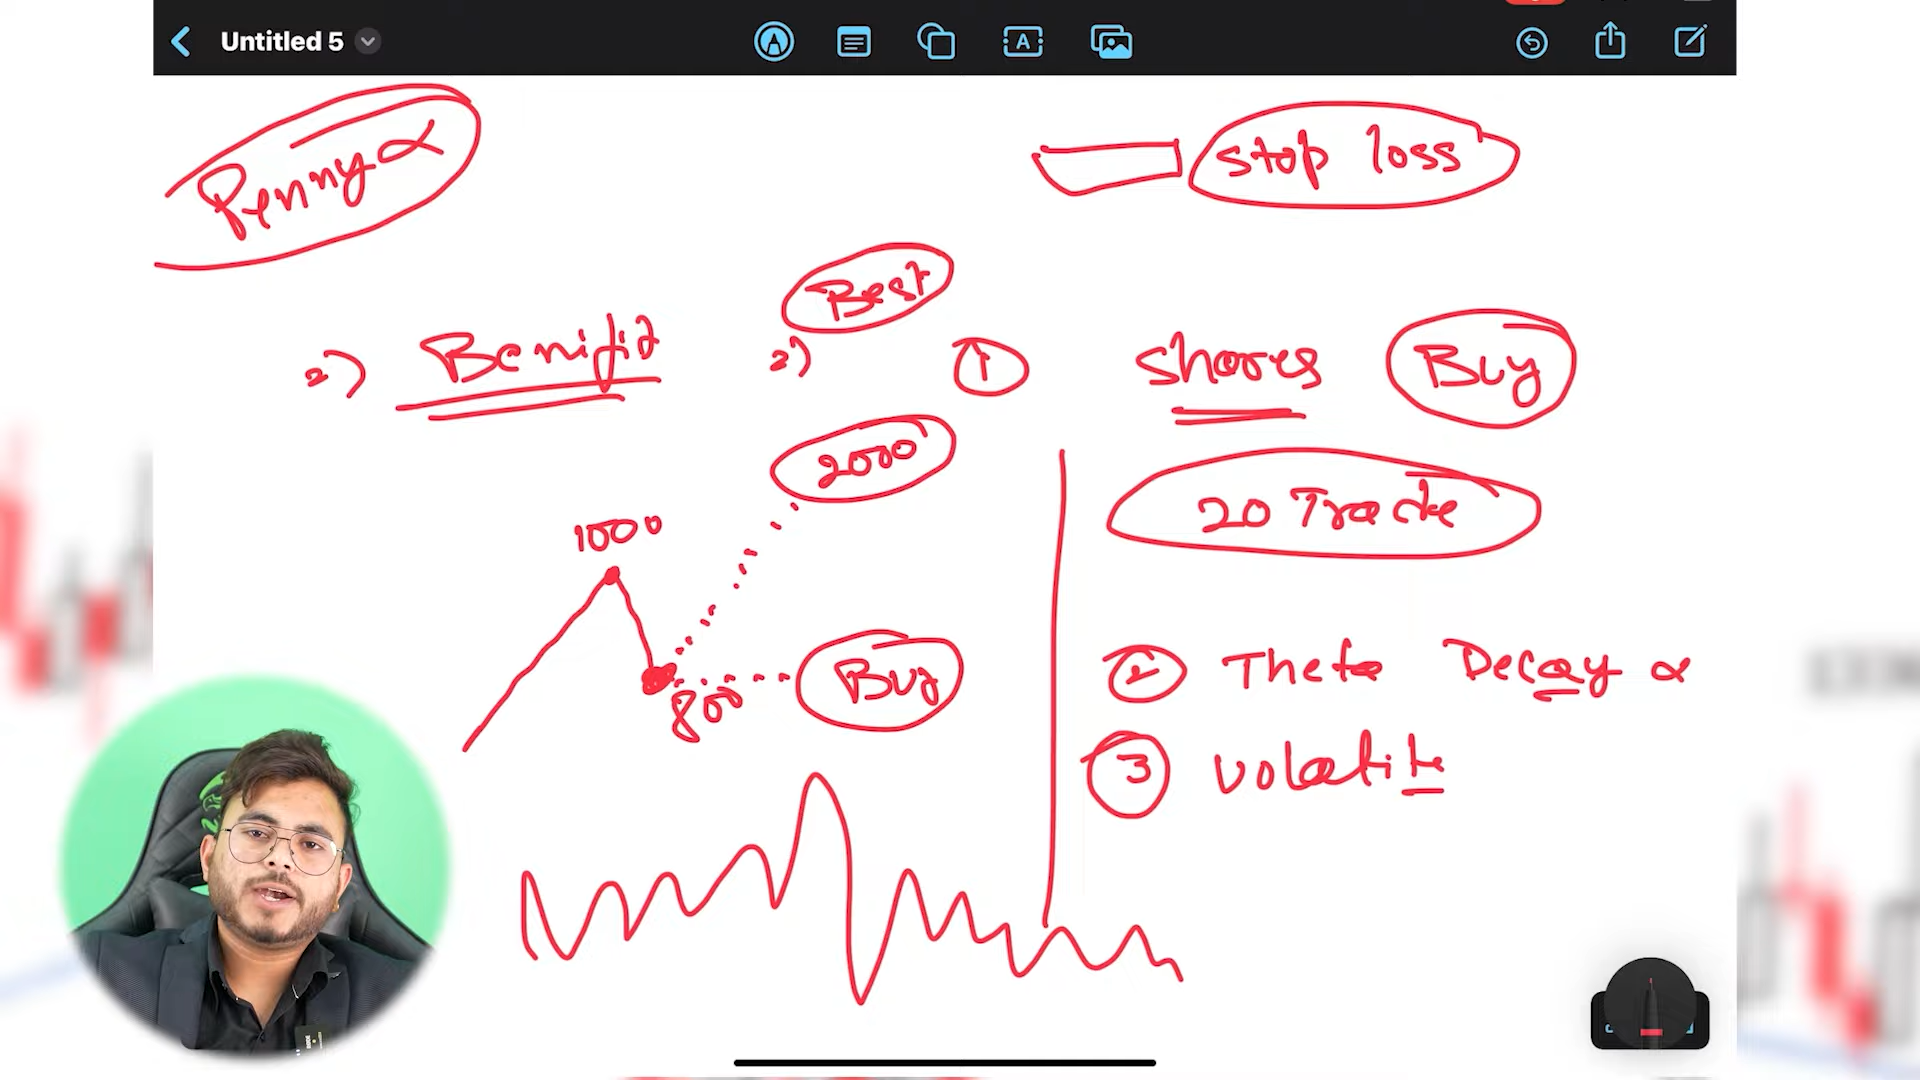 Untitled 5
Penny
stop loss
Best
2) Benifit 2) 1 shares Buy
2000
20 Trade
1000
2 Theta Decay
800 Buy
3 volatile